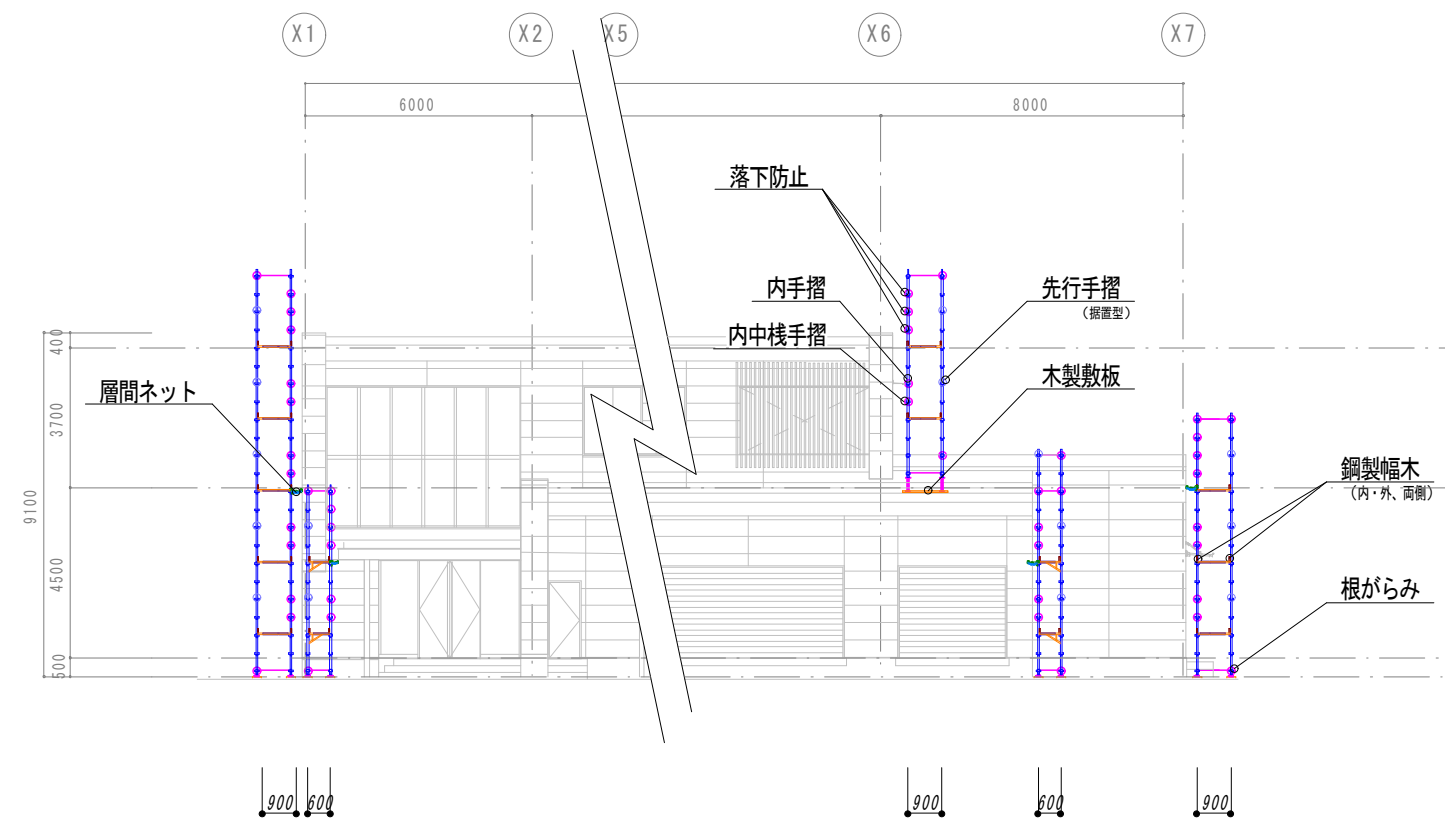 X1
X2
X5
X6
X7
6000
8000
落下防止
内手摺
内中桟手摺
先行手摺
(据置型)
木製敷板
層間ネット
鋼製幅木
(内・外、両側)
根がらみ
400
3700
9100
4500
500
900
600
900
600
900